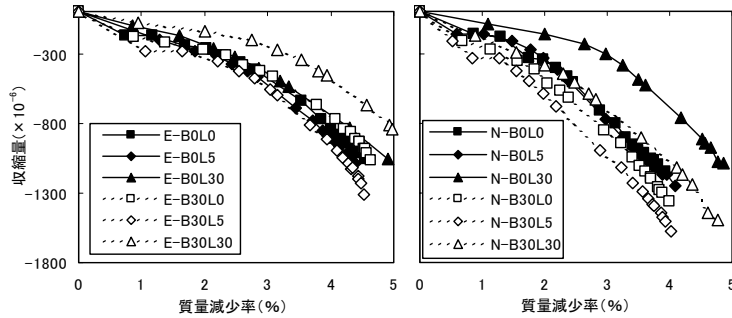 0
-300
-800
-1300
-1800
収縮量(×10⁻⁶)
E-B0L0
E-B0L5
E-B0L30
E-B30L0
E-B30L5
E-B30L30
0 1 2 3 4 5
質量減少率(%)
N-B0L0
N-B0L5
N-B0L30
N-B30L0
N-B30L5
N-B30L30
0 1 2 3 4 5
質量減少率(%)